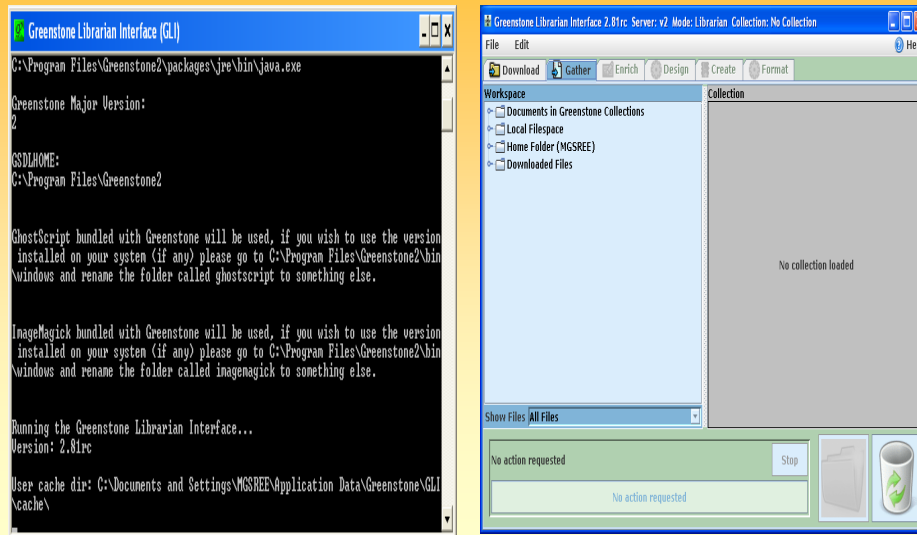 Greenstone Librarian Interface (GLI)
C:\Program Files\Greenstone2\packages\jre\bin\java.exe
Greenstone Major Version:
2
GSDLHOME:
C:\Program Files\Greenstone2
GhostScript bundled with Greenstone will be used, if you wish to use the version
installed on your system (if any) please go to C:\Program Files\Greenstone2\bin
\windows and rename the folder called ghostscript to something else.
ImageMagick bundled with Greenstone will be used, if you wish to use the version
installed on your system (if any) please go to C:\Program Files\Greenstone2\bin
\windows and rename the folder called imagemagick to something else.
Running the Greenstone Librarian Interface...
Version: 2.81rc
User cache dir: C:\Documents and Settings\MGSREE\Application Data\Greenstone\GLI
\cache\
Greenstone Librarian Interface 2.81rc Server: v2 Mode: Librarian Collection: No Collection
File Edit He
Download Gather Enrich Design Create Format
Workspace
Documents in Greenstone Collections
Local Filespace
Home Folder (MGSREE)
Downloaded Files
Show Files All Files
Collection
No collection loaded
No action requested
Stop
No action requested